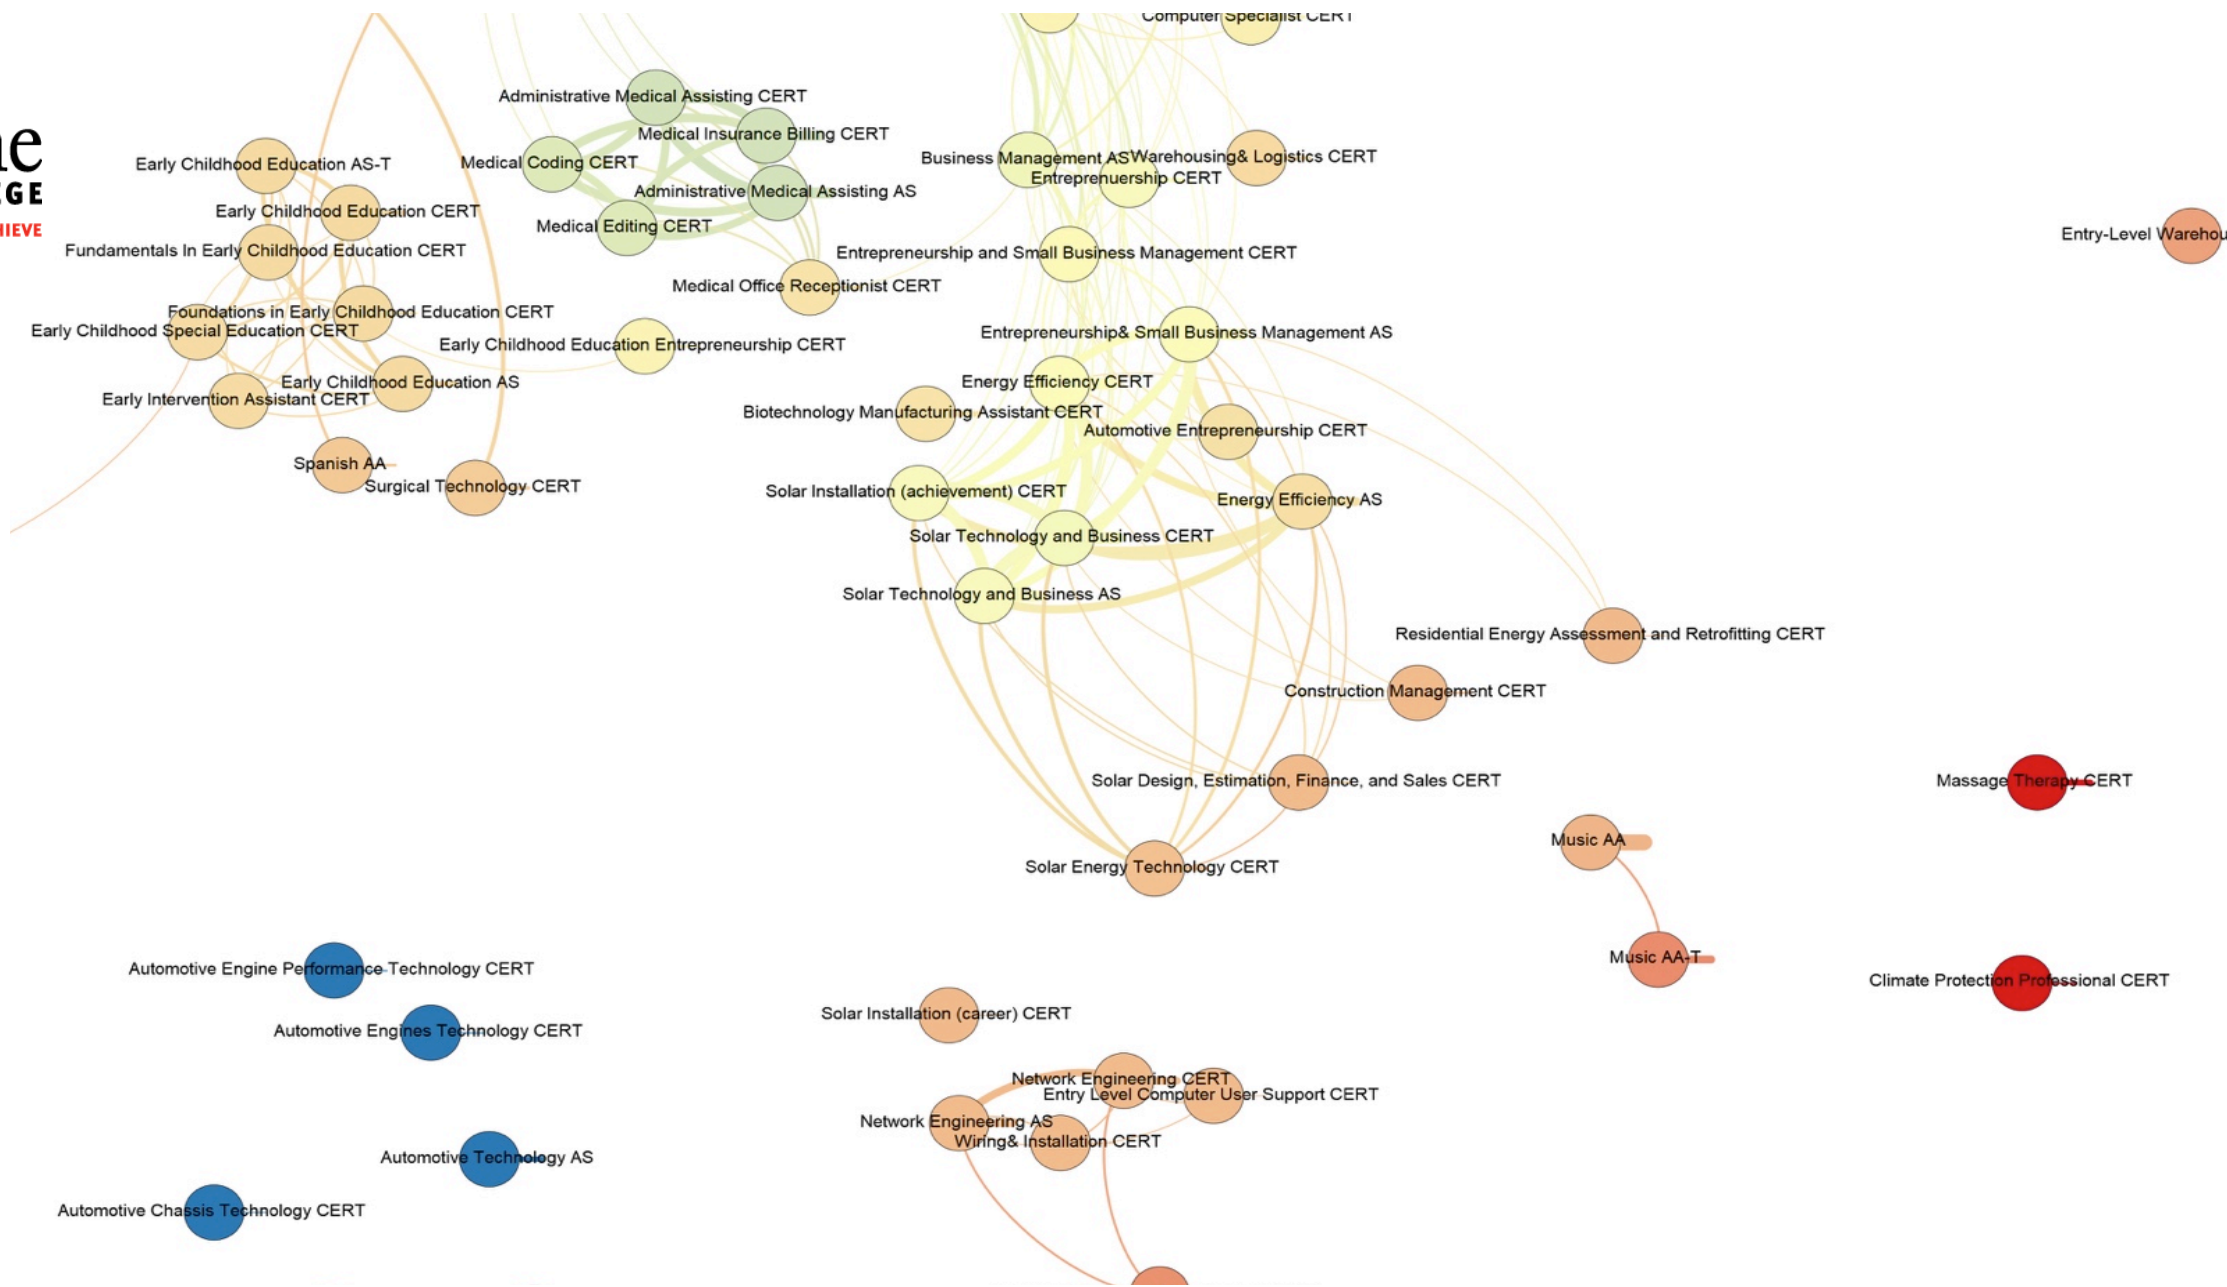 Computer Specialist CERT
Administrative Medical Assisting CERT
Medical Insurance Billing CERT
ne
EGE
HIEVE
Early Childhood Education AS-T
Medical Coding CERT
Business Management AS
Warehousing& Logistics CERT
Entreprenuership CERT
Administrative Medical Assisting AS
Early Childhood Education CERT
Medical Editing CERT
Entry-Level Warehou
Fundamentals In Early Childhood Education CERT
Entrepreneurship and Small Business Management CERT
Medical Office Receptionist CERT
Foundations in Early Childhood Education CERT
Early Childhood Special Education CERT
Early Childhood Education Entrepreneurship CERT
Entrepreneurship& Small Business Management AS
Early Childhood Education AS
Energy Efficiency CERT
Early Intervention Assistant CERT
Biotechnology Manufacturing Assistant CERT
Automotive Entrepreneurship CERT
Spanish AA
Surgical Technology CERT
Solar Installation (achievement) CERT
Energy Efficiency AS
Solar Technology and Business CERT
Solar Technology and Business AS
Residential Energy Assessment and Retrofitting CERT
Construction Management CERT
Solar Design, Estimation, Finance, and Sales CERT
Massage Therapy CERT
Music AA
Solar Energy Technology CERT
Music AA-T
Automotive Engine Performance Technology CERT
Climate Protection Professional CERT
Solar Installation (career) CERT
Automotive Engines Technology CERT
Network Engineering CERT
Entry Level Computer User Support CERT
Network Engineering AS
Wiring& Installation CERT
Automotive Technology AS
Automotive Chassis Technology CERT